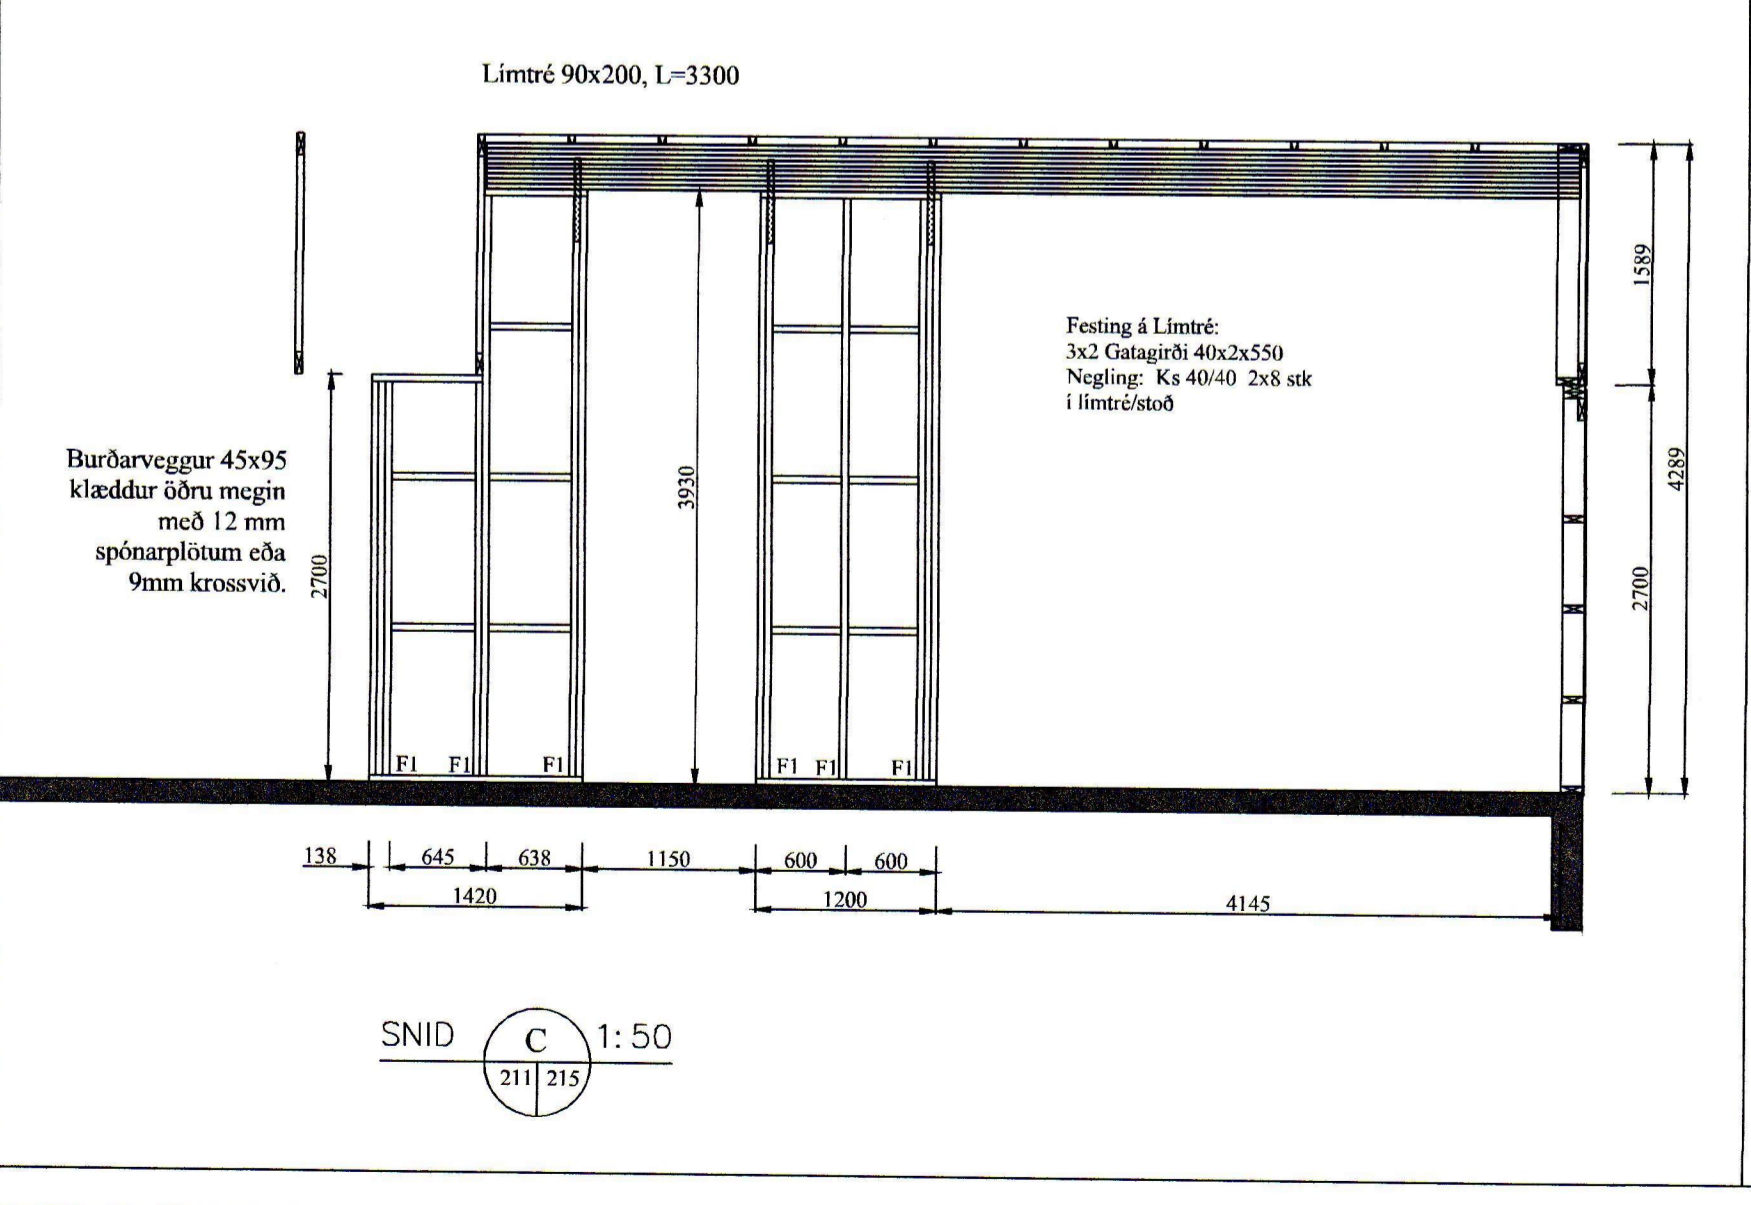 Límtré 90x200, L=3300
1589
Festing á Límtré:
3x2 Gatagirði 40x2x550
Negling: Ks 40/40 2x8 stk
í límtré/stoð
Burðarveggur 45x95
klæddur öðru megin
með 12 mm
spónarplötum eða
9mm krossvið.
2700
3930
4289
2700
F1 F1 F1 F1 F1 F1
138 645 638 1150 600 600
1420 1200 4145
SNID C 1:50
211 215